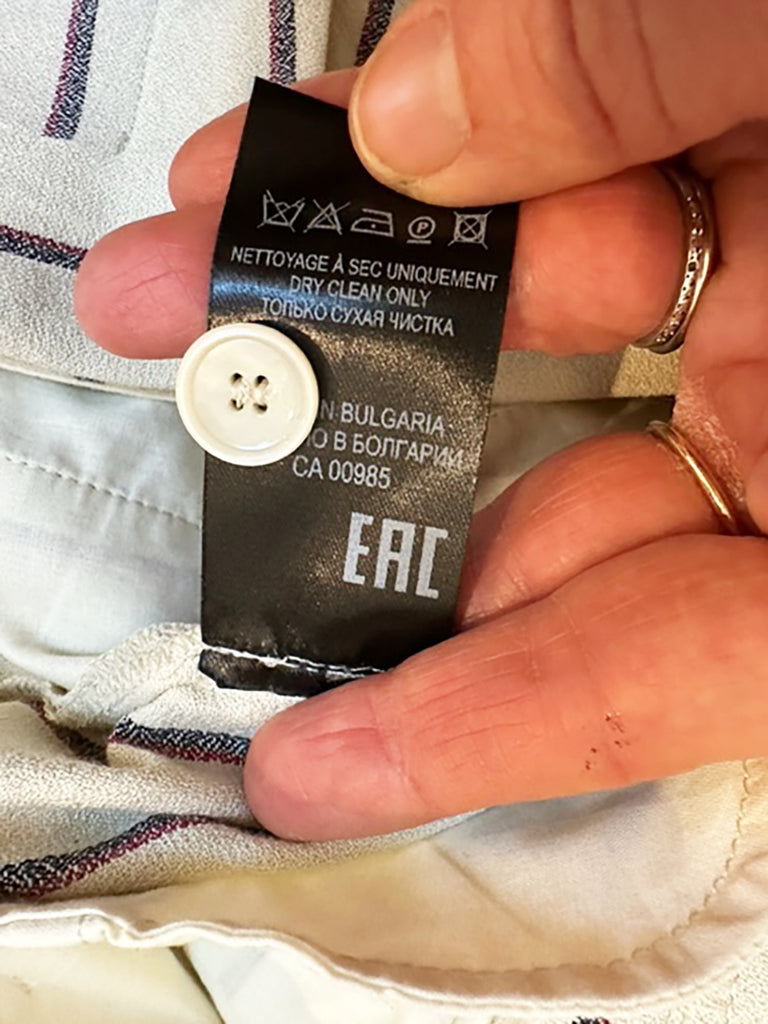 P
NETTOYAGE À SEC UNIQUEMENT
DRY CLEAN ONLY
ТОЛЬКО СУХАЯ ЧИСТКА
BULGARIA
В БОЛГАРИИ
CA 00985
EAC